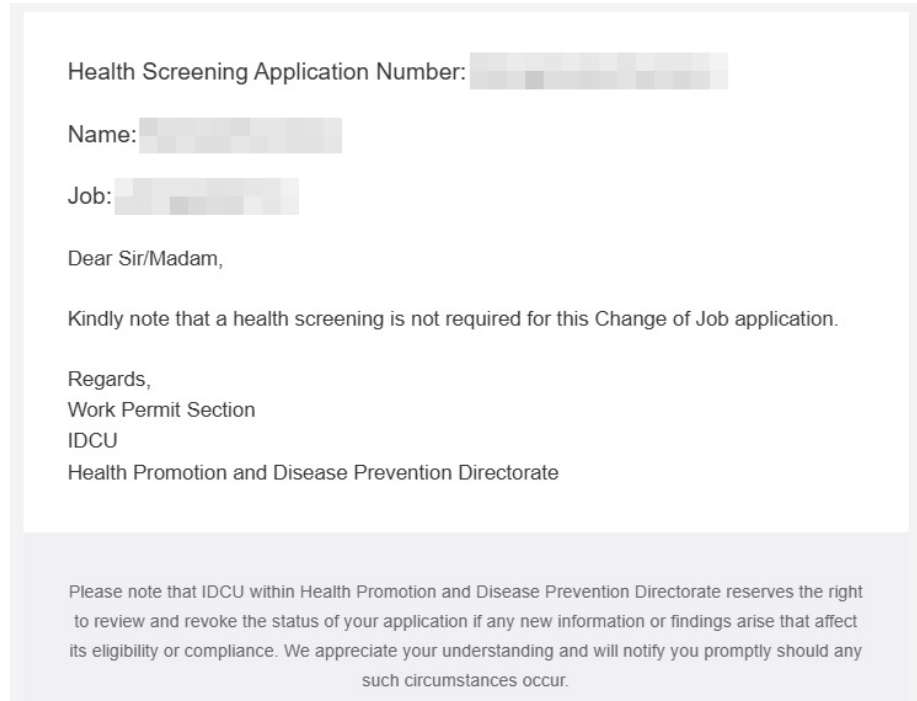 Health Screening Application Number:
Name:
Job:
Dear Sir/Madam,
Kindly note that a health screening is not required for this Change of Job application.
Regards,
Work Permit Section
IDCU
Health Promotion and Disease Prevention Directorate
Please note that IDCU within Health Promotion and Disease Prevention Directorate reserves the right
to review and revoke the status of your application if any new information or findings arise that affect
its eligibility or compliance. We appreciate your understanding and will notify you promptly should any
such circumstances occur.